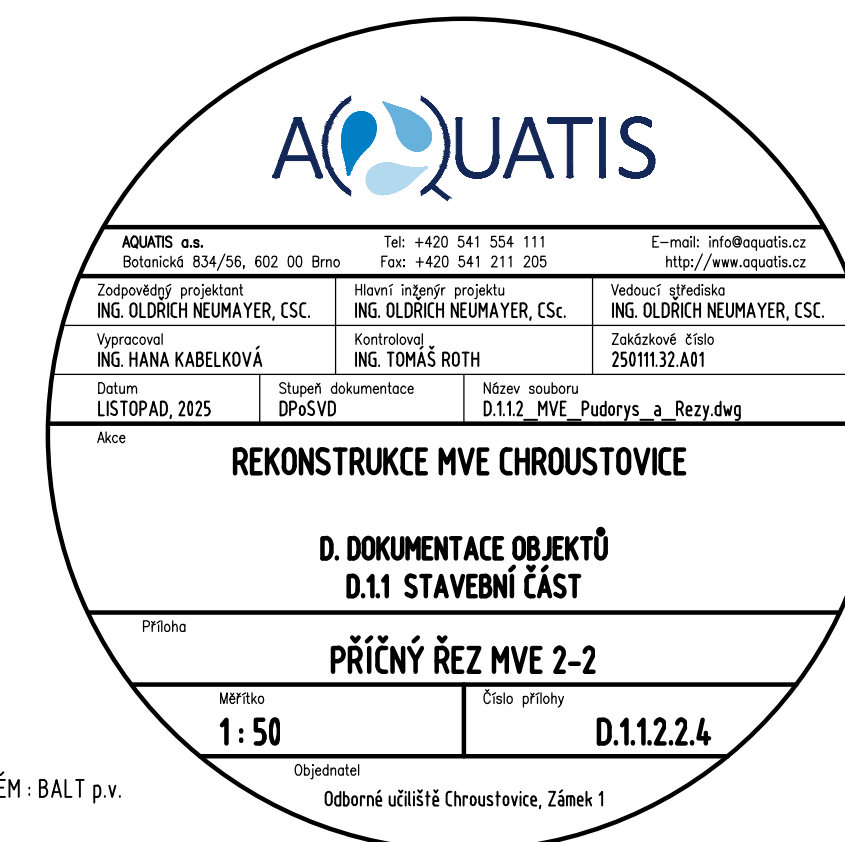 AQUATIS
AQUATIS a.s. Tel: +420 541 554 111 E-mail: info@aquatis.cz
Botanická 834/56, 602 00 Brno Fax: +420 541 211 205 http://www.aquatis.cz
Zodpovědný projektant Hlavní inženýr projektu Vedoucí střediska
ING. OLDŘICH NEUMAYER, CSC. ING. OLDŘICH NEUMAYER, CSc. ING. OLDŘICH NEUMAYER, CSC.
Vypracoval Kontroloval Zakázkové číslo
ING. HANA KABELKOVÁ ING. TOMÁŠ ROTH 250111.32.A01
Datum Stupeň dokumentace Název souboru
LISTOPAD, 2025 DPoSVD D.1.1.2_MVE_Pudorys_a_Rezy.dwg
Akce
REKONSTRUKCE MVE CHROUSTOVICE
D. DOKUMENTACE OBJEKTŮ
D.1.1 STAVEBNÍ ČÁST
Příloha
PŘÍČNÝ ŘEZ MVE 2-2
Měřítko Číslo přílohy
1 : 50 D.1.1.2.2.4
Objednatel
ÉM : BALT p.v.
Odborné učiliště Chroustovice, Zámek 1